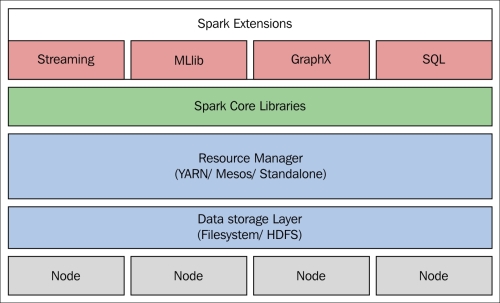 Spark Extensions
Streaming
MLlib
GraphX
SQL
Spark Core Libraries
Resource Manager
(YARN/ Mesos/ Standalone)
Data storage Layer
(Filesystem/ HDFS)
Node
Node
Node
Node